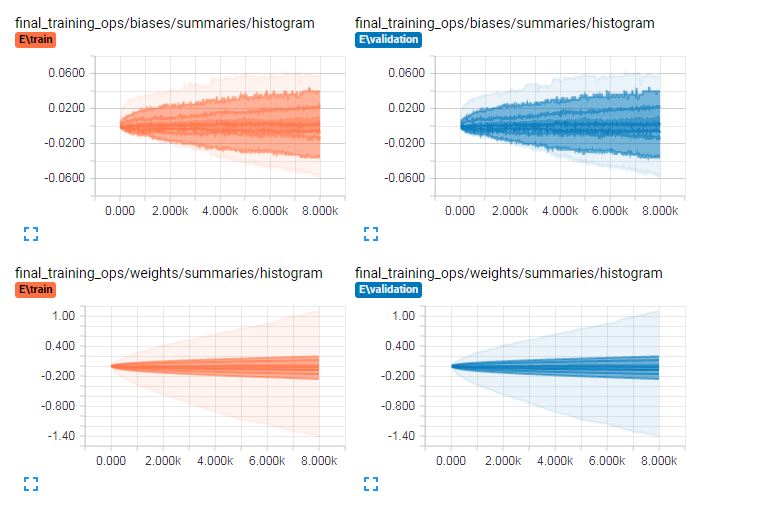 final_training_ops/biases/summaries/histogram
E\train
0.0600
0.0200
-0.0200
-0.0600
0.000 2.000k 4.000k 6.000k 8.000k
final_training_ops/biases/summaries/histogram
E\validation
0.0600
0.0200
-0.0200
-0.0600
0.000 2.000k 4.000k 6.000k 8.000k
final_training_ops/weights/summaries/histogram
E\train
1.00
0.400
-0.200
-0.800
-1.40
0.000 2.000k 4.000k 6.000k 8.000k
final_training_ops/weights/summaries/histogram
E\validation
1.00
0.400
-0.200
-0.800
-1.40
0.000 2.000k 4.000k 6.000k 8.000k